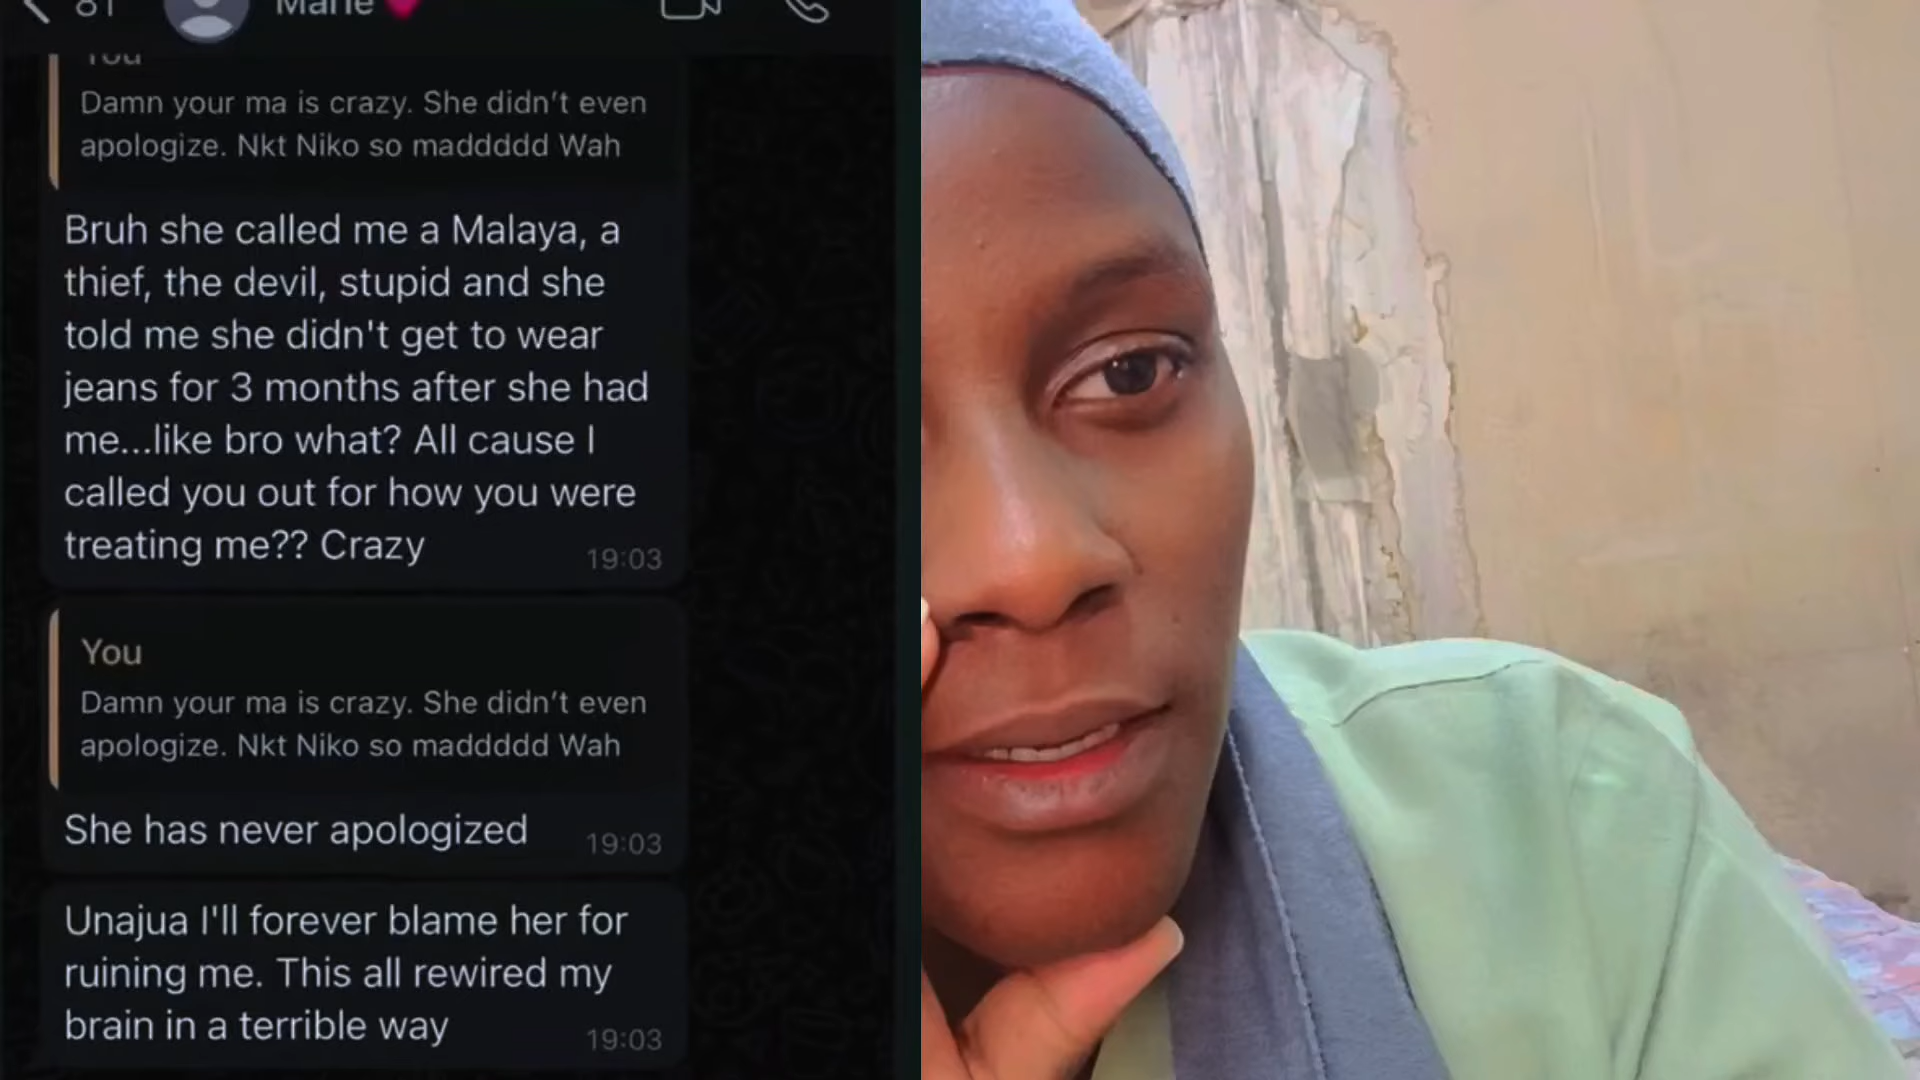 81 Marie
You
Damn your ma is crazy. She didn't even
apologize. Nkt Niko so maddddd Wah
Bruh she called me a Malaya, a
thief, the devil, stupid and she
told me she didn't get to wear
jeans for 3 months after she had
me...like bro what? All cause I
called you out for how you were
treating me?? Crazy
19:03
You
Damn your ma is crazy. She didn't even
apologize. Nkt Niko so maddddd Wah
She has never apologized
19:03
Unajua I'll forever blame her for
ruining me. This all rewired my
brain in a terrible way
19:03